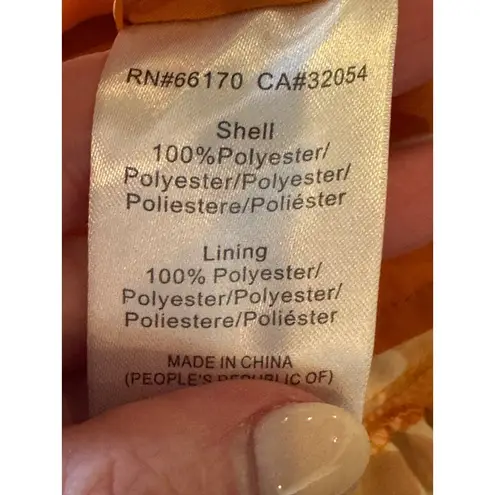 RN#66170 CA#32054
Shell
100%Polyester/
Polyester/Polyester/
Poliestere/Poliéster
Lining
100% Polyester/
Polyester/Polyester/
Poliestere/Poliéster
MADE IN CHINA
(PEOPLE'S REPUBLIC OF)